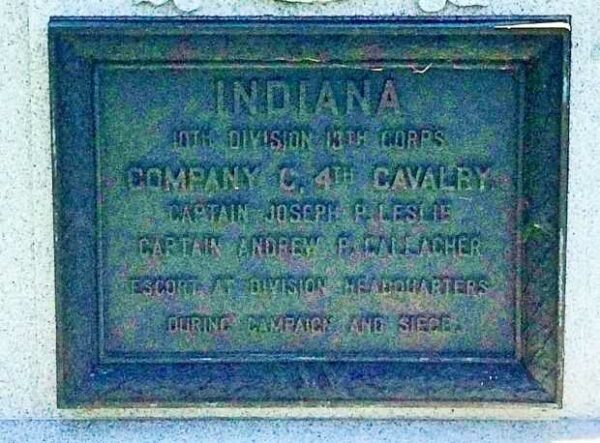 INDIANA
10TH DIVISION 13TH CORPS
COMPANY C, 4TH CAVALRY
CAPTAIN JOSEPH P. LESLIE
CAPTAIN ANDREW P. GALLAGHER
ESCORT AT DIVISION HEADQUARTERS
DURING CAMPAIGN AND SIEGE.